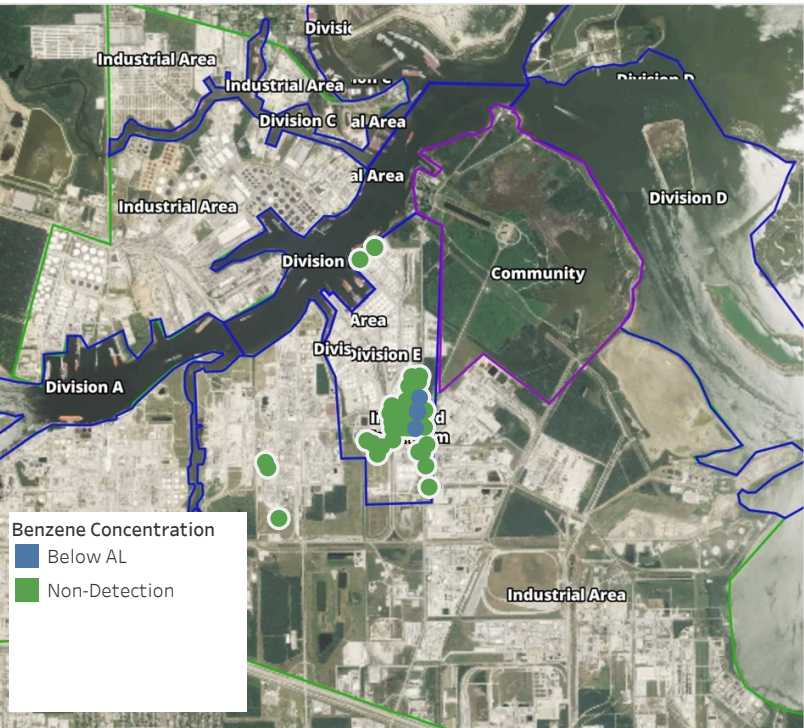 Divisi
Industrial Area
Industrial Area
Division D
Division C
al Area
al Area
Division D
Industrial Area
Division
Community
Area
Divis
Division E
Division A
Benzene Concentration
Below AL
Non-Detection
Industrial Area